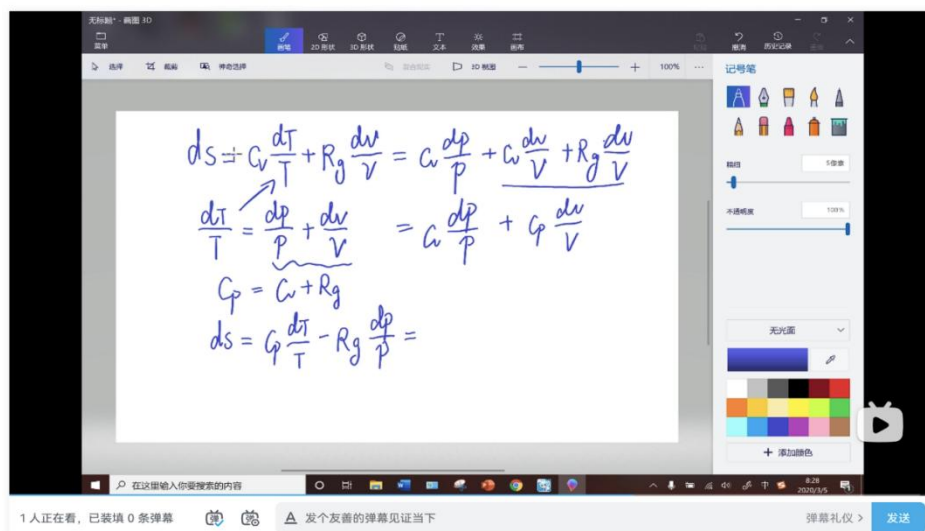 无标题* - 画图 3D
菜单
画笔
2D 形状
3D 形状
贴纸
文本
效果
画布
撤消
历史记录
选择
裁剪
神奇选择
3D 视图
100%
记号笔
ds = Cv dT/T + Rg dv/v = Cv dp/p + Cv dv/v + Rg dv/v
dT/T = dp/p + dv/v = Cv dp/p + Cp dv/v
Cp = Cv + Rg
ds = Cp dT/T - Rg dp/p =
粗细
5像素
不透明度
100%
无光面
+ 添加颜色
在这里输入你要搜索的内容
中
8:26
2020/3/5
1 人正在看，已装填 0 条弹幕
发个友善的弹幕见证当下
弹幕礼仪 >
发送